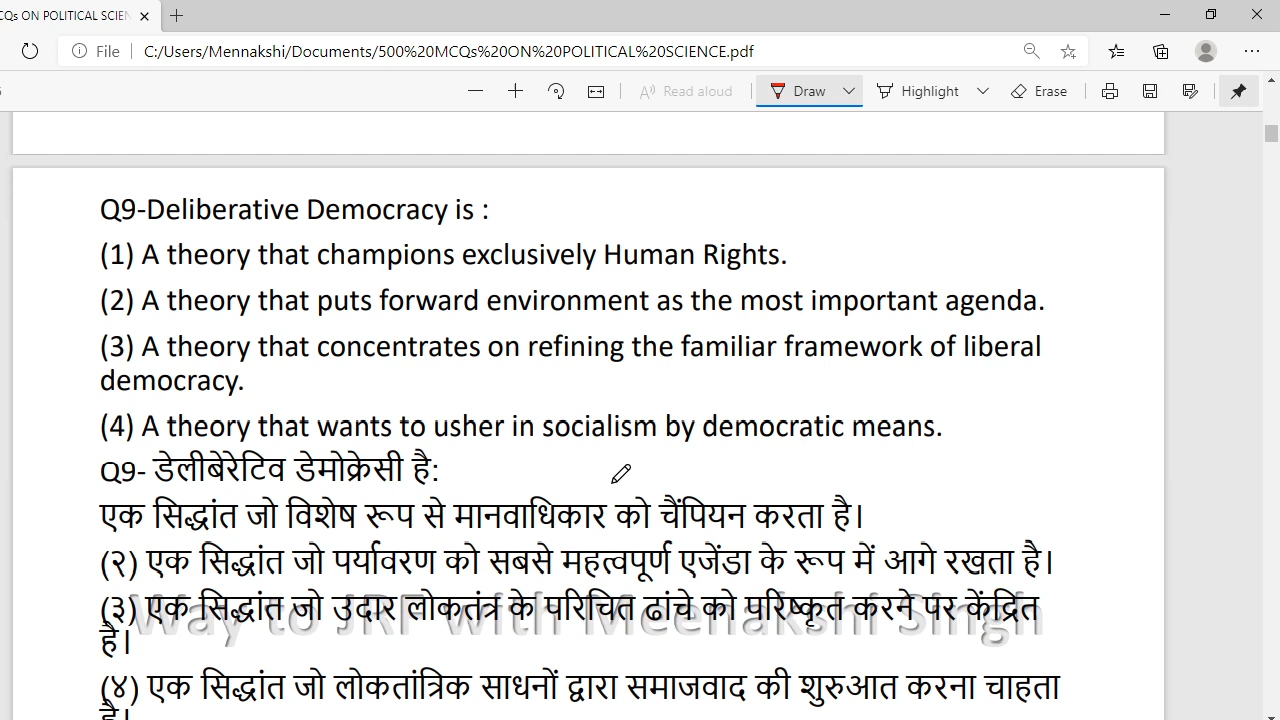 CQs ON POLITICAL SCIEN
File
C:/Users/Mennakshi/Documents/500%20MCQs%20ON%20POLITICAL%20SCIENCE.pdf
Read aloud
Draw
Highlight
Erase
Q9-Deliberative Democracy is :
(1) A theory that champions exclusively Human Rights.
(2) A theory that puts forward environment as the most important agenda.
(3) A theory that concentrates on refining the familiar framework of liberal
democracy.
(4) A theory that wants to usher in socialism by democratic means.
Q9- डेलीबेरेटिव डेमोक्रेसी है:
एक सिद्धांत जो विशेष रूप से मानवाधिकार को चैंपियन करता है।
(२) एक सिद्धांत जो पर्यावरण को सबसे महत्वपूर्ण एजेंडा के रूप में आगे रखता है।
(३) एक सिद्धांत जो उदार लोकतंत्र के परिचित ढांचे को परिष्कृत करने पर केंद्रित
है।
Way to JRF with Meenakshi Singh
(४) एक सिद्धांत जो लोकतांत्रिक साधनों द्वारा समाजवाद की शुरुआत करना चाहता
है।